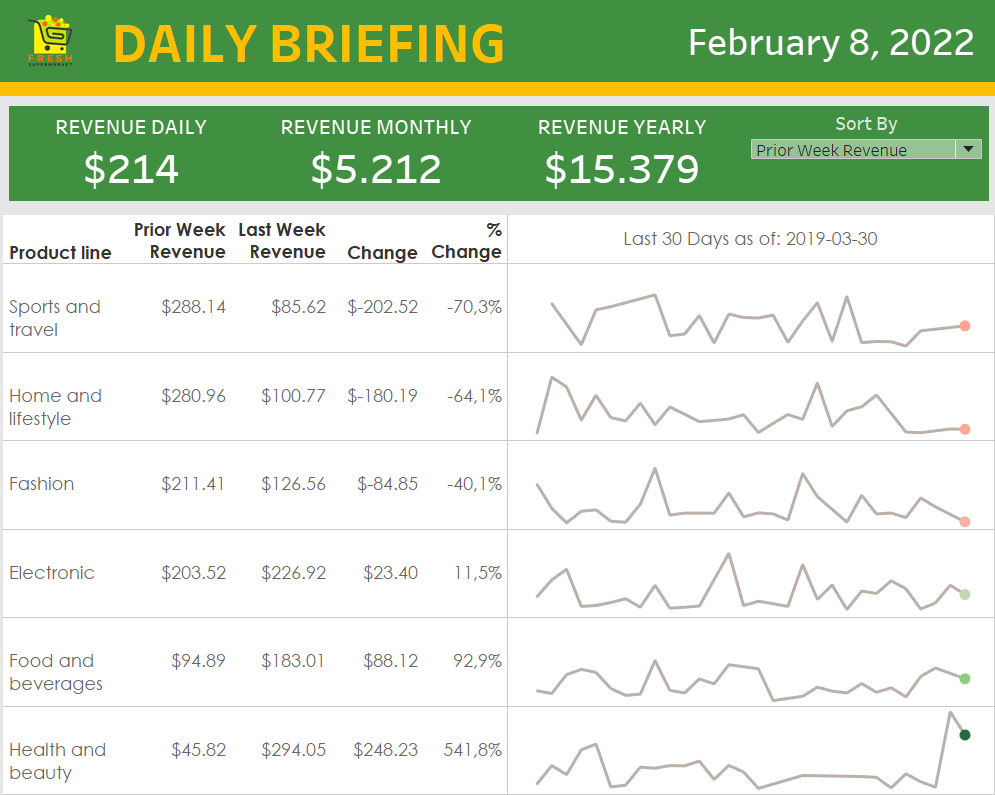 FRESH
SUPERMARKET
DAILY BRIEFING
February 8, 2022
REVENUE DAILY
$214
REVENUE MONTHLY
$5.212
REVENUE YEARLY
$15.379
Sort By
Prior Week Revenue
Product line Prior Week Revenue Last Week Revenue Change % Change
Last 30 Days as of: 2019-03-30
Sports and $288.14 $85.62 $-202.52 -70,3%
travel
Home and $280.96 $100.77 $-180.19 -64,1%
lifestyle
Fashion $211.41 $126.56 $-84.85 -40,1%
Electronic $203.52 $226.92 $23.40 11,5%
Food and $94.89 $183.01 $88.12 92,9%
beverages
Health and $45.82 $294.05 $248.23 541,8%
beauty